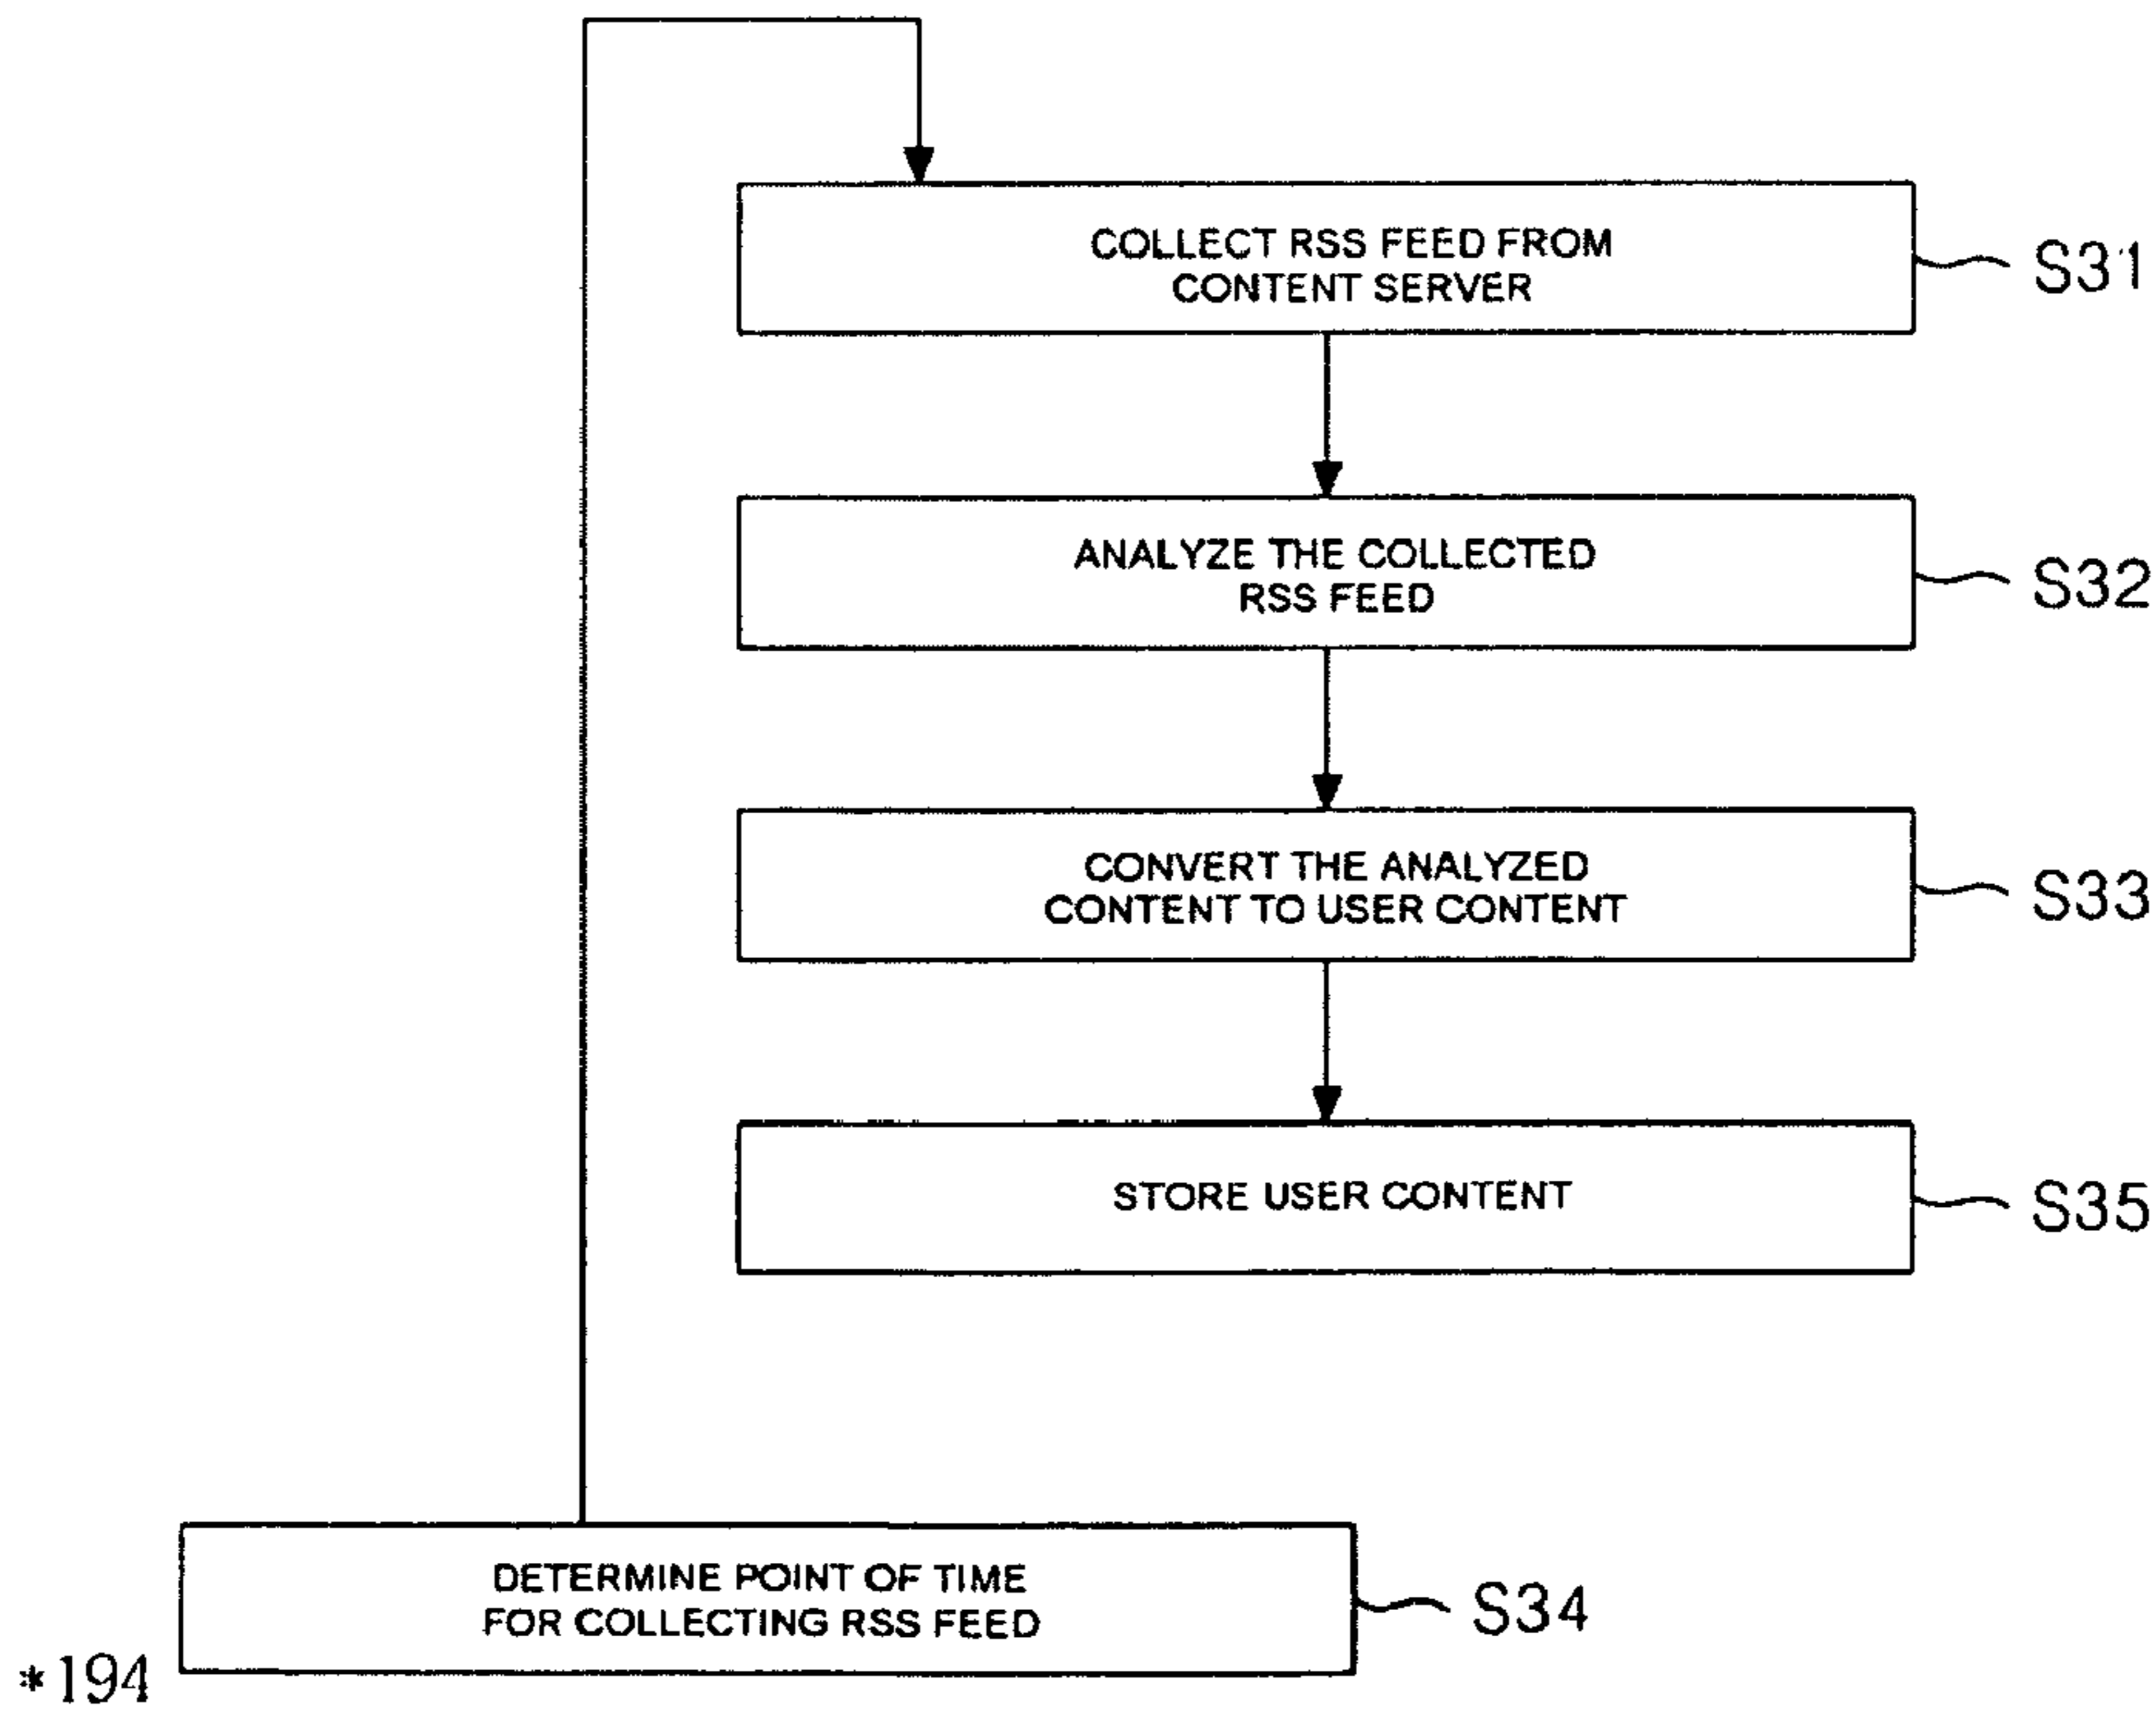 COLLECT RSS FEED FROM
CONTENT SERVER
S31
ANALYZE THE COLLECTED
RSS FEED
S32
CONVERT THE ANALYZED
CONTENT TO USER CONTENT
S33
STORE USER CONTENT
S35
DETERMINE POINT OF TIME
FOR COLLECTING RSS FEED
S34
*194